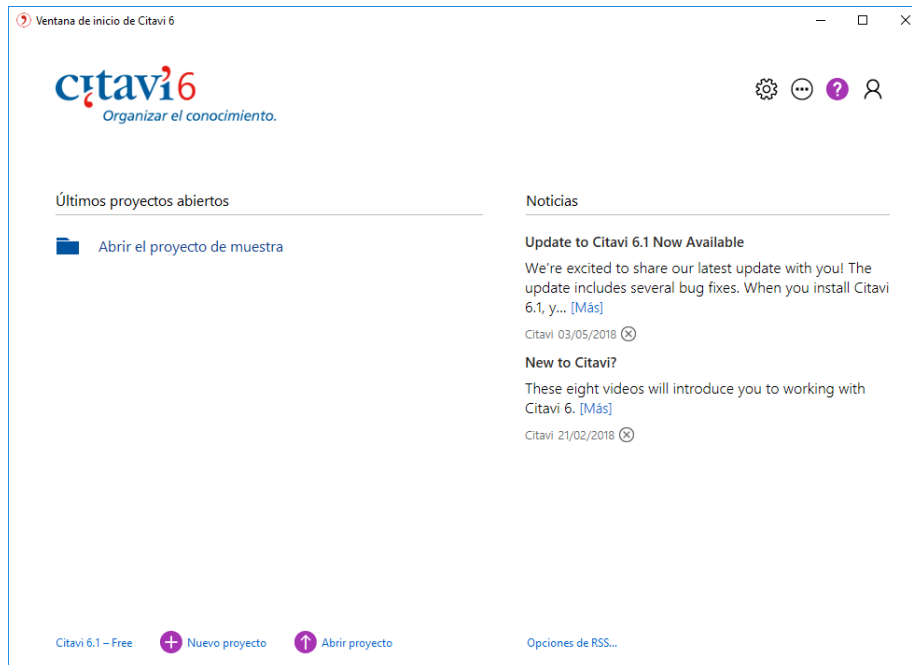 Ventana de inicio de Citavi 6
citavi 6
Organizar el conocimiento.
?
Últimos proyectos abiertos
Abrir el proyecto de muestra
Noticias
Update to Citavi 6.1 Now Available
We're excited to share our latest update with you! The
update includes several bug fixes. When you install Citavi
6.1, y... [Más]
Citavi 03/05/2018
New to Citavi?
These eight videos will introduce you to working with
Citavi 6. [Más]
Citavi 21/02/2018
Citavi 6.1 – Free
Nuevo proyecto
Abrir proyecto
Opciones de RSS...